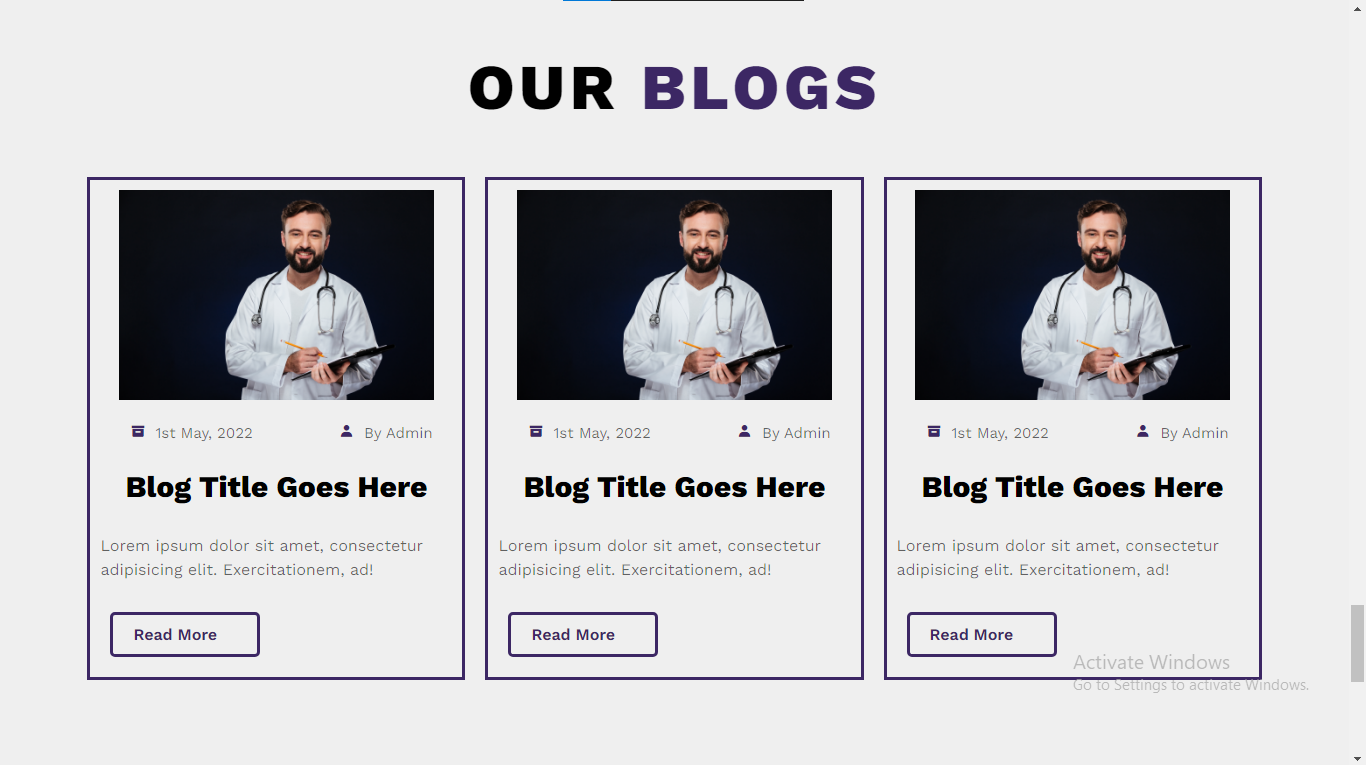 OUR BLOGS
1st May, 2022 By Admin
Blog Title Goes Here
Lorem ipsum dolor sit amet, consectetur
adipisicing elit. Exercitationem, ad!
Read More
1st May, 2022 By Admin
Blog Title Goes Here
Lorem ipsum dolor sit amet, consectetur
adipisicing elit. Exercitationem, ad!
Read More
1st May, 2022 By Admin
Blog Title Goes Here
Lorem ipsum dolor sit amet, consectetur
adipisicing elit. Exercitationem, ad!
Read More
Activate Windows
Go to Settings to activate Windows.